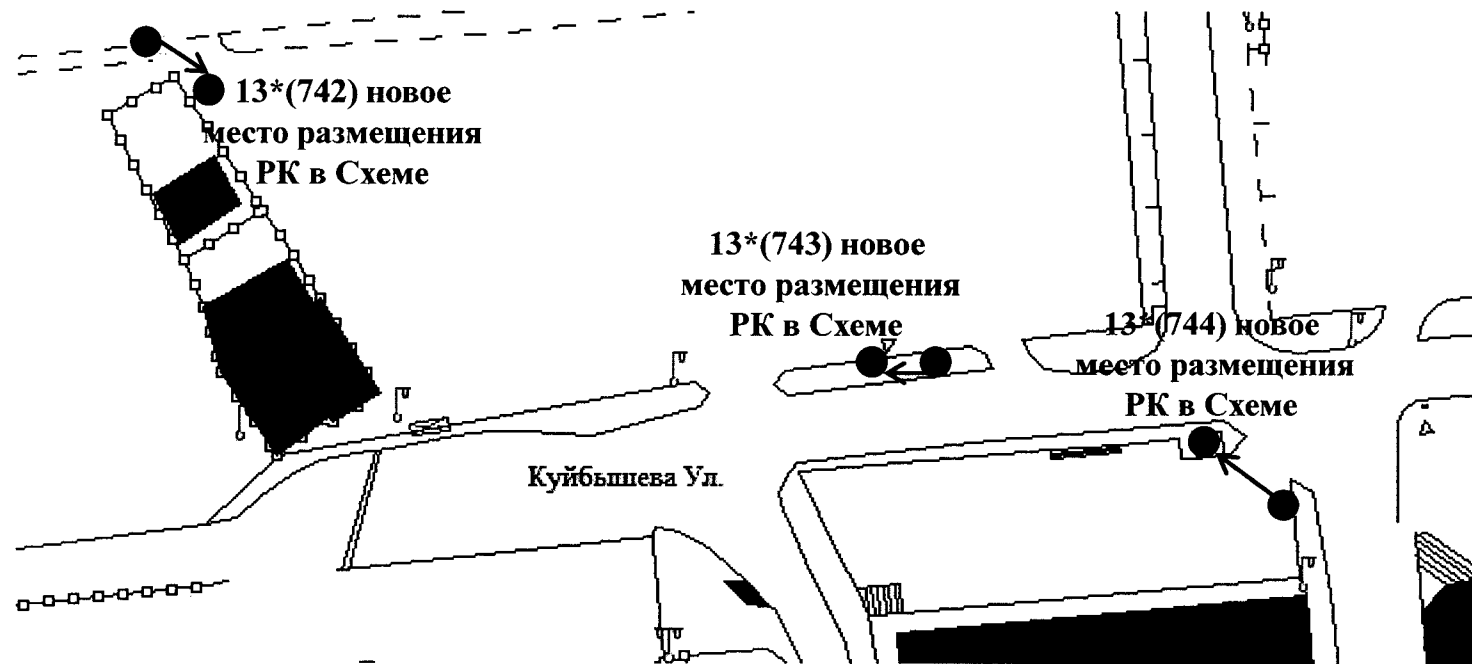 13*(742) новое
место размещения
РК в Схеме
13*(743) новое
место размещения
РК в Схеме
13*(744) новое
место размещения
РК в Схеме
Куйбышева Ул.